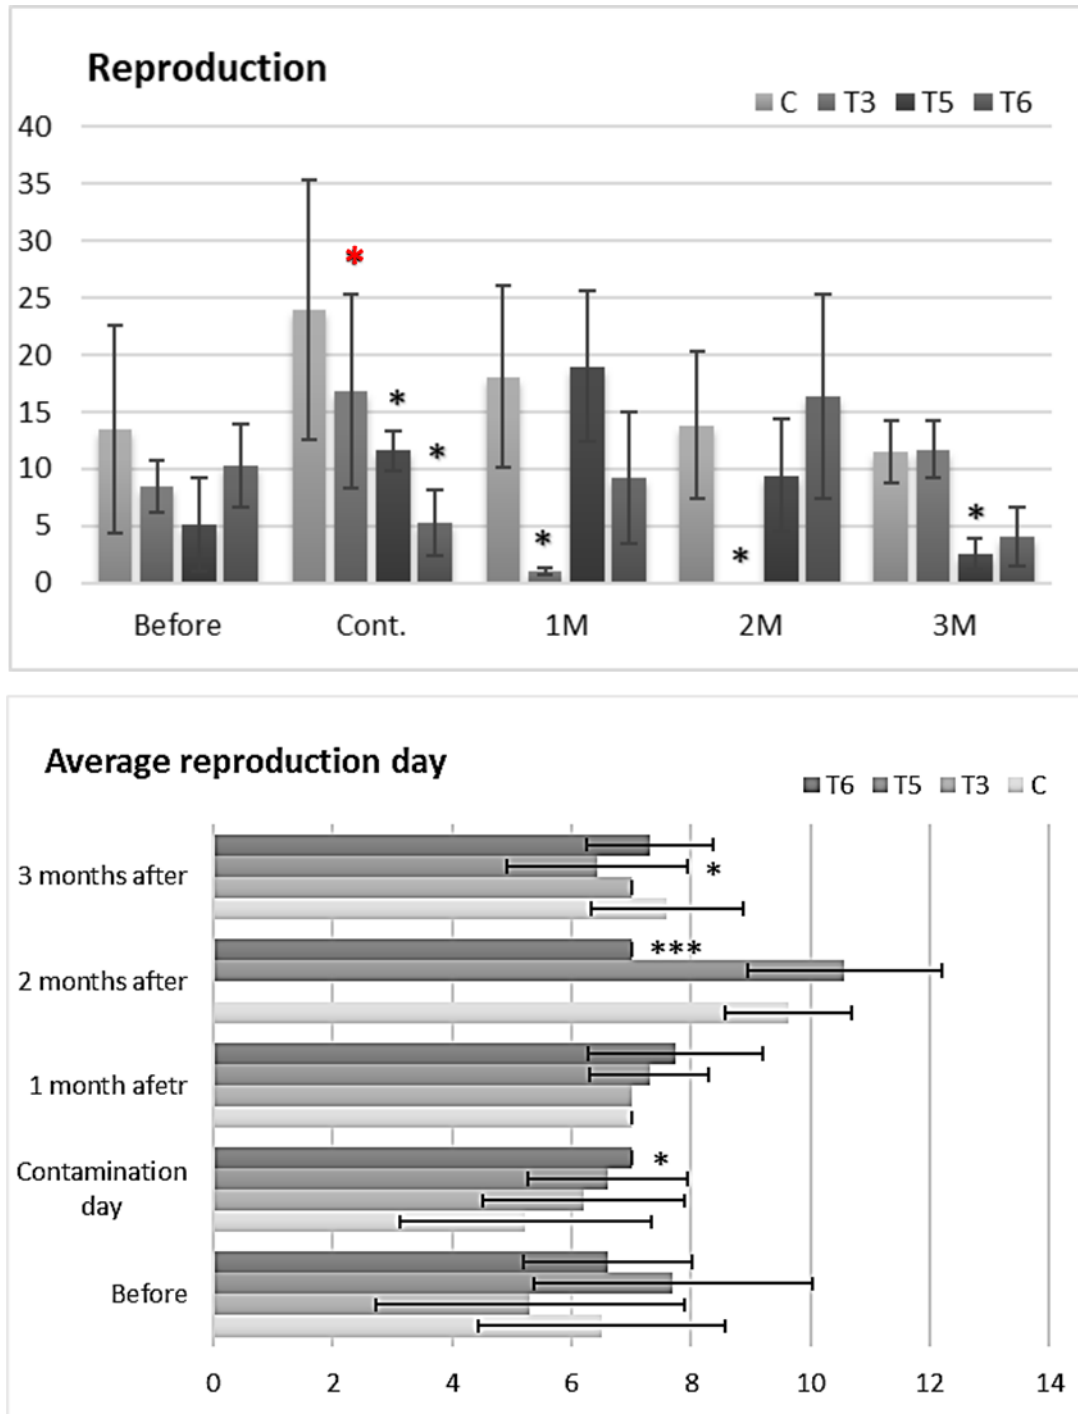 Reproduction
C T3 T5 T6
40
35
30
25
20
15
10
5
0
*
*
*
*
*
*
Before Cont. 1M 2M 3M
Average reproduction day
T6 T5 T3 C
3 months after
*
2 months after
***
1 month afetr
Contamination
day
*
Before
0 2 4 6 8 10 12 14